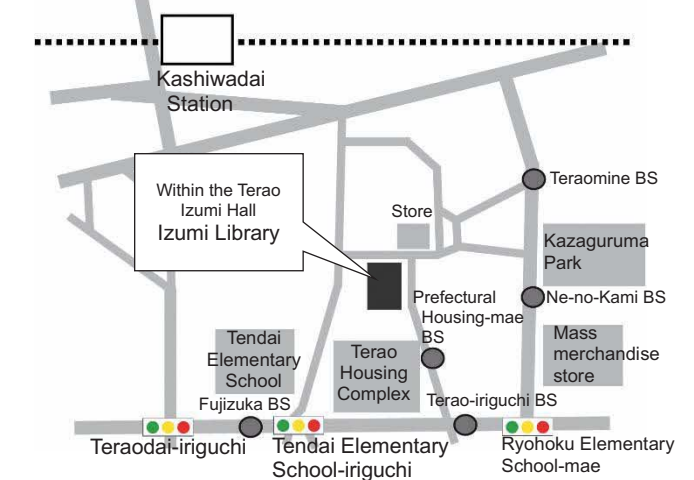 Kashiwadai
Station
Within the Terao
Izumi Hall
Izumi Library
Teraomine BS
Store
Kazaguruma
Park
Ne-no-Kami BS
Prefectural
Housing-mae
BS
Tendai
Elementary
School
Terao
Housing
Complex
Mass
merchandise
store
Fujizuka BS
Terao-iriguchi BS
Teraodai-iriguchi
Tendai Elementary
School-iriguchi
Ryohoku Elementary
School-mae